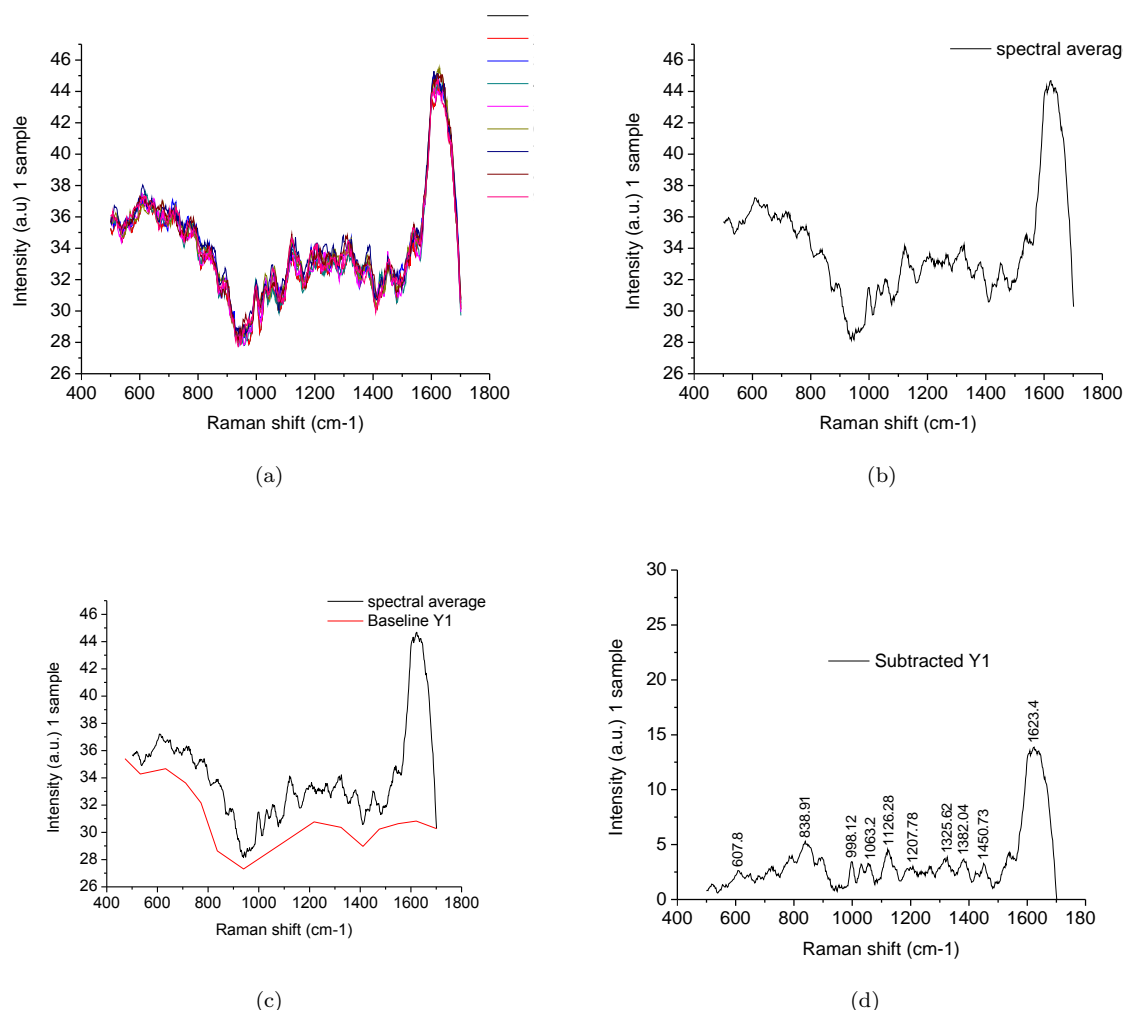 46
44
42
40
38
36
34
32
30
28
26
400 600 800 1000 1200 1400 1600 1800
Intensity (a.u) 1 sample
Raman shift (cm-1)
(a)
spectral averag
46
44
42
40
38
36
34
32
30
28
26
400 600 800 1000 1200 1400 1600 1800
Intensity (a.u.) 1 sample
Raman shift (cm-1)
(b)
spectral average
Baseline Y1
46
44
42
40
38
36
34
32
30
28
26
400 600 800 1000 1200 1400 1600 1800
Intensity (a.u.) 1 sample
Raman shift (cm-1)
(c)
30
25
20
15
10
5
0
400 600 800 1000 1200 1400 1600 180
Intensity (a.u.) 1 sample
Raman shift (cm-1)
Subtracted Y1
607.8
838.91
998.12
1063.2
1126.28
1207.78
1325.62
1382.04
1450.73
1623.4
(d)